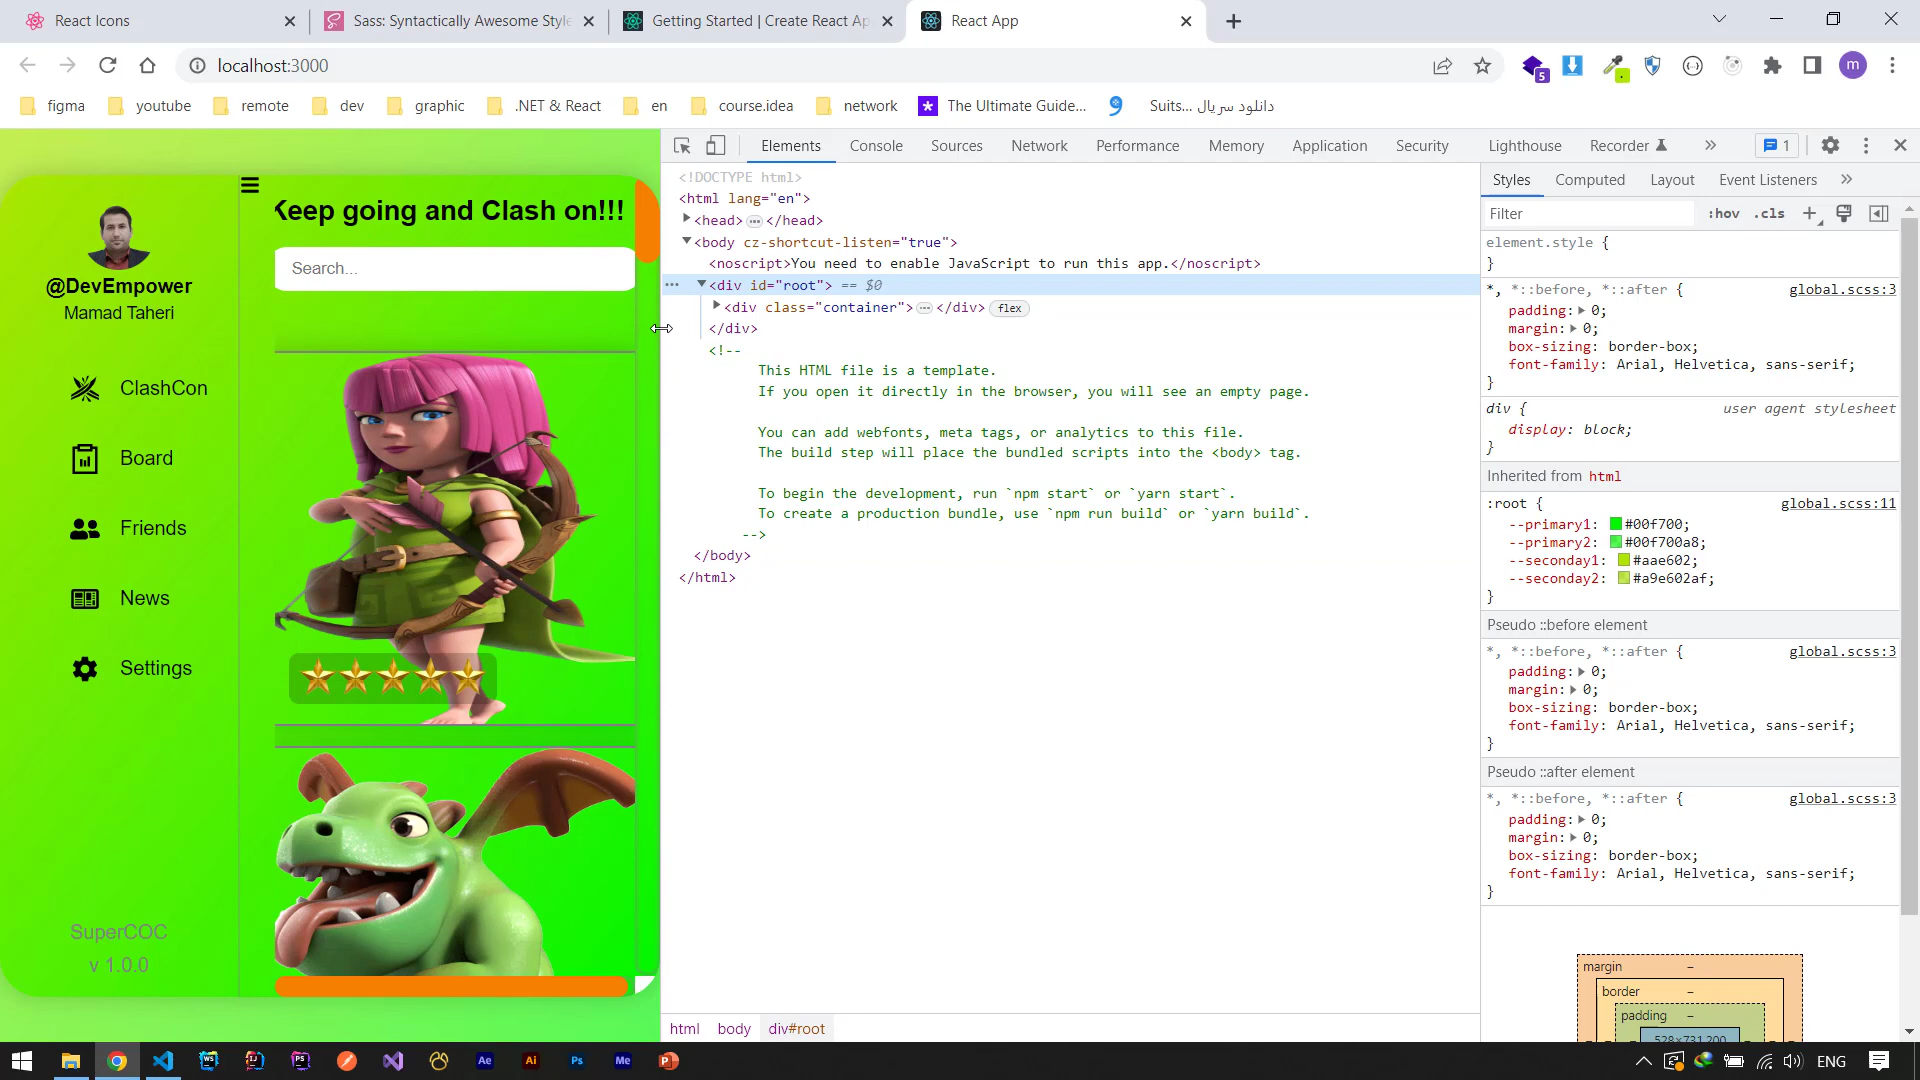 React Icons
Sass: Syntactically Awesome Style
Getting Started | Create React Ap
React App
localhost:3000
5
m
figma
youtube
remote
dev
graphic
.NET & React
en
course.idea
network
The Ultimate Guide...
Suits... دانلود سریال
@DevEmpower
Mamad Taheri
ClashCon
Board
Friends
News
Settings
SuperCOC
v 1.0.0
Keep going and Clash on!!!
Search...
Elements
Console
Sources
Network
Performance
Memory
Application
Security
Lighthouse
Recorder
1
<!DOCTYPE html>
<html lang="en">
<head>…</head>
<body cz-shortcut-listen="true">
<noscript>You need to enable JavaScript to run this app.</noscript>
<div id="root"> == $0
<div class="container">…</div> flex
</div>
<!--
This HTML file is a template.
If you open it directly in the browser, you will see an empty page.
You can add webfonts, meta tags, or analytics to this file.
The build step will place the bundled scripts into the <body> tag.
To begin the development, run `npm start` or `yarn start`.
To create a production bundle, use `npm run build` or `yarn build`.
-->
</body>
</html>
html
body
div#root
Styles
Computed
Layout
Event Listeners
Filter
:hov
.cls
element.style {
}
*, *::before, *::after { global.scss:3
padding: 0;
margin: 0;
box-sizing: border-box;
font-family: Arial, Helvetica, sans-serif;
}
div { user agent stylesheet
display: block;
}
Inherited from html
:root { global.scss:11
--primary1: #00f700;
--primary2: #00f700a8;
--seconday1: #aae602;
--seconday2: #a9e602af;
}
Pseudo ::before element
*, *::before, *::after { global.scss:3
padding: 0;
margin: 0;
box-sizing: border-box;
font-family: Arial, Helvetica, sans-serif;
}
Pseudo ::after element
*, *::before, *::after { global.scss:3
padding: 0;
margin: 0;
box-sizing: border-box;
font-family: Arial, Helvetica, sans-serif;
}
margin –
border –
padding –
528×731.200
WS
IJ
PS
Ae
Ai
Ps
Me
P
ENG